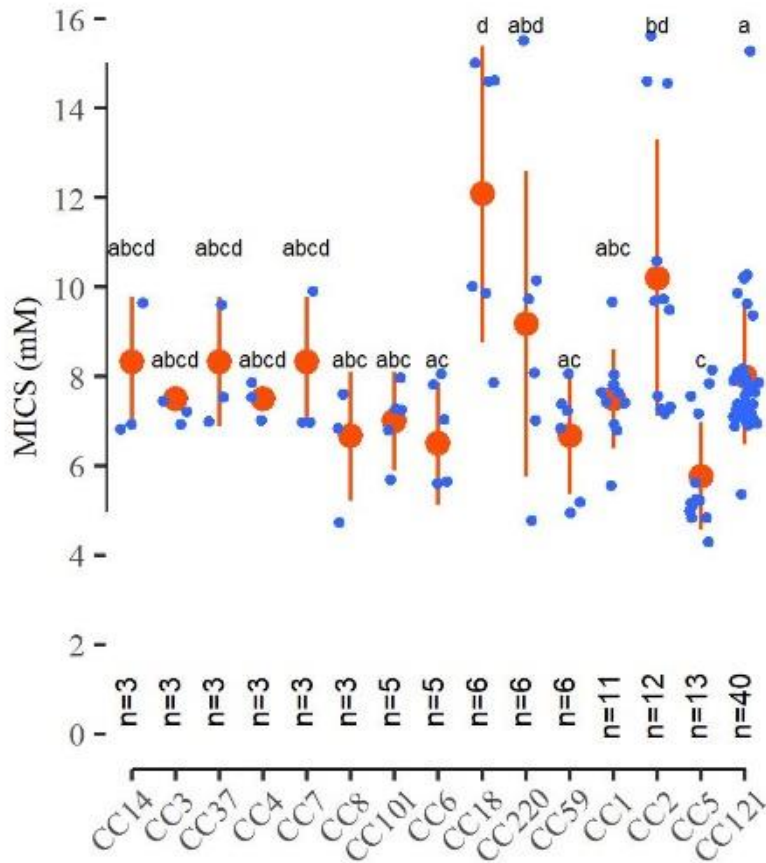 16
d abd bd a
14
12
abcd abcd abcd abc
10
abcd abcd abc abc ac ac c
8
6
4
2
0
MICS (mM)
n=3 n=3 n=3 n=3 n=3 n=3 n=5 n=5 n=6 n=6 n=6 n=11 n=12 n=13 n=40
CC14 CC3 CC37 CC4 CC7 CC8 CC101 CC6 CC18 CC220 CC59 CC1 CC2 CC5 CC121